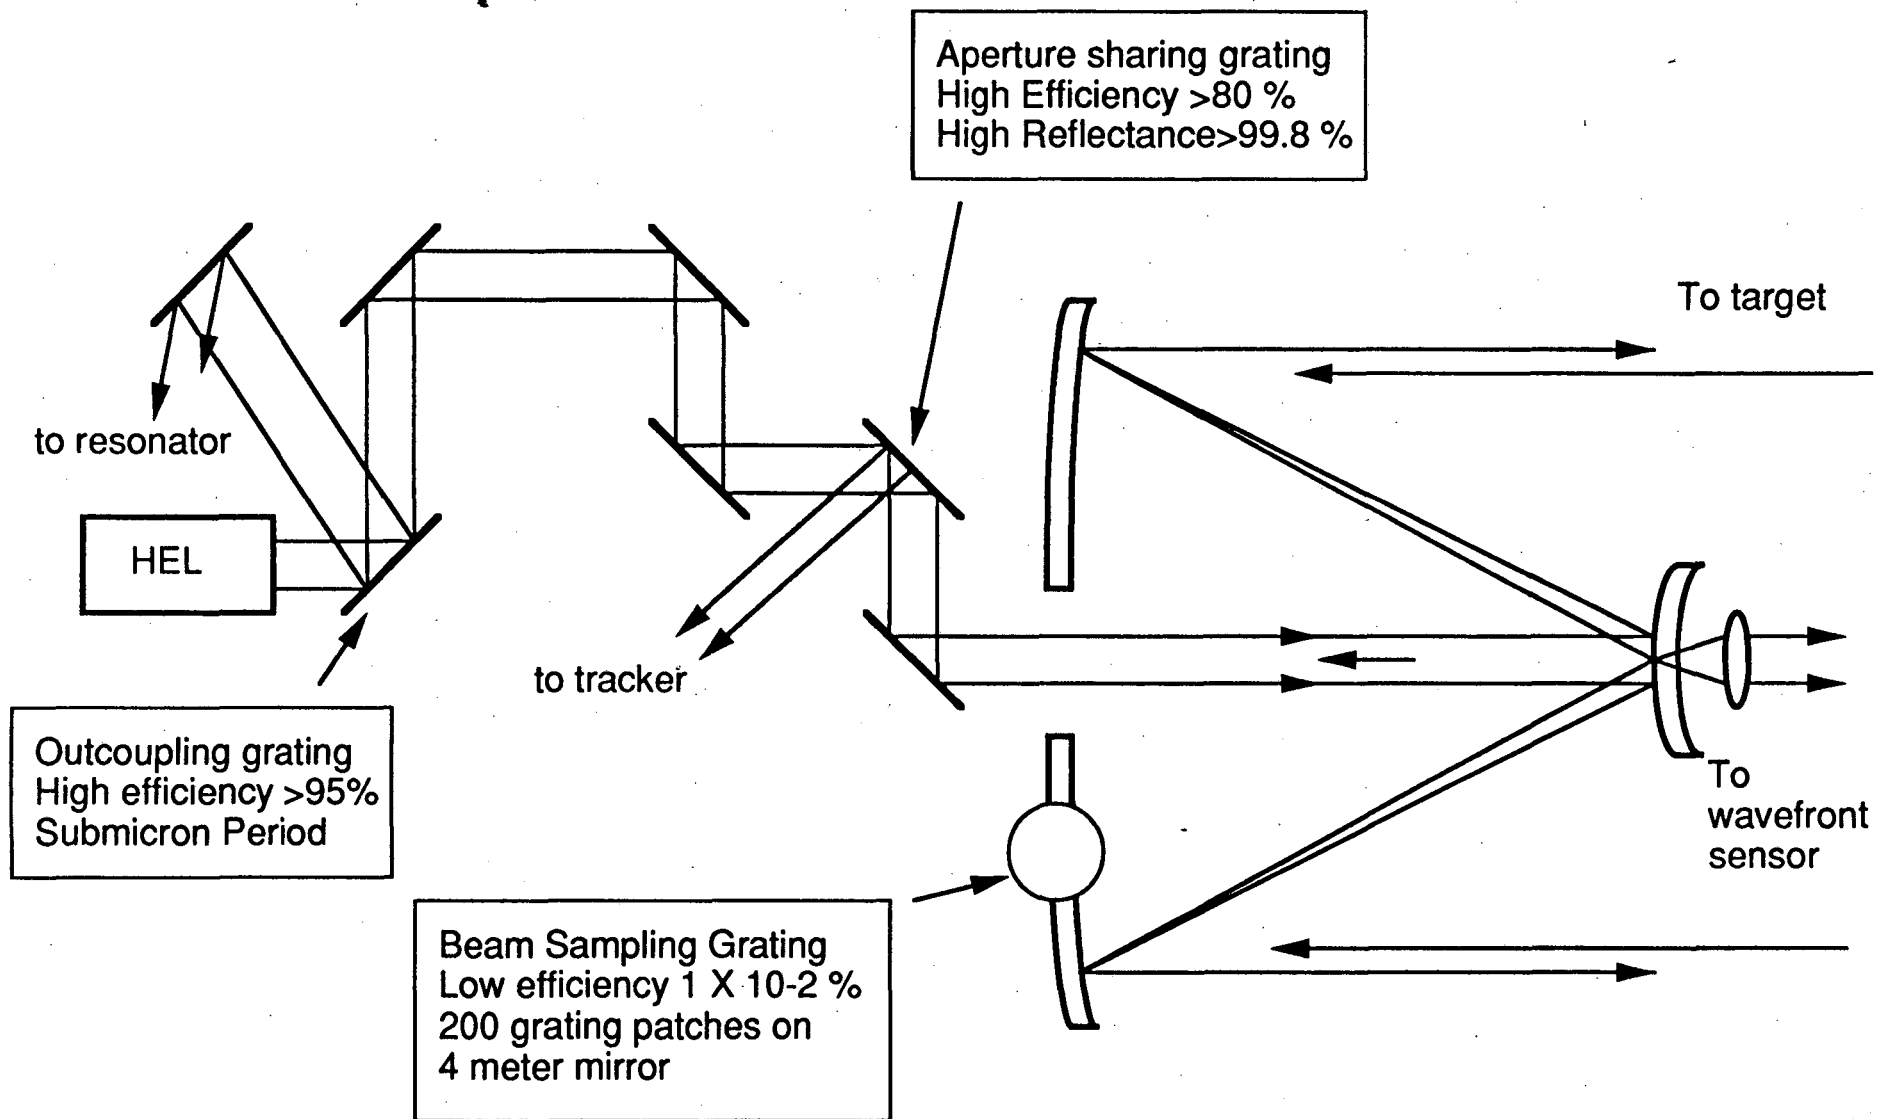 Aperture sharing grating
High Efficiency >80 %
High Reflectance>99.8 %
To target
to resonator
HEL
to tracker
Outcoupling grating
High efficiency >95%
Submicron Period
To
wavefront
sensor
Beam Sampling Grating
Low efficiency 1 X 10-2 %
200 grating patches on
4 meter mirror